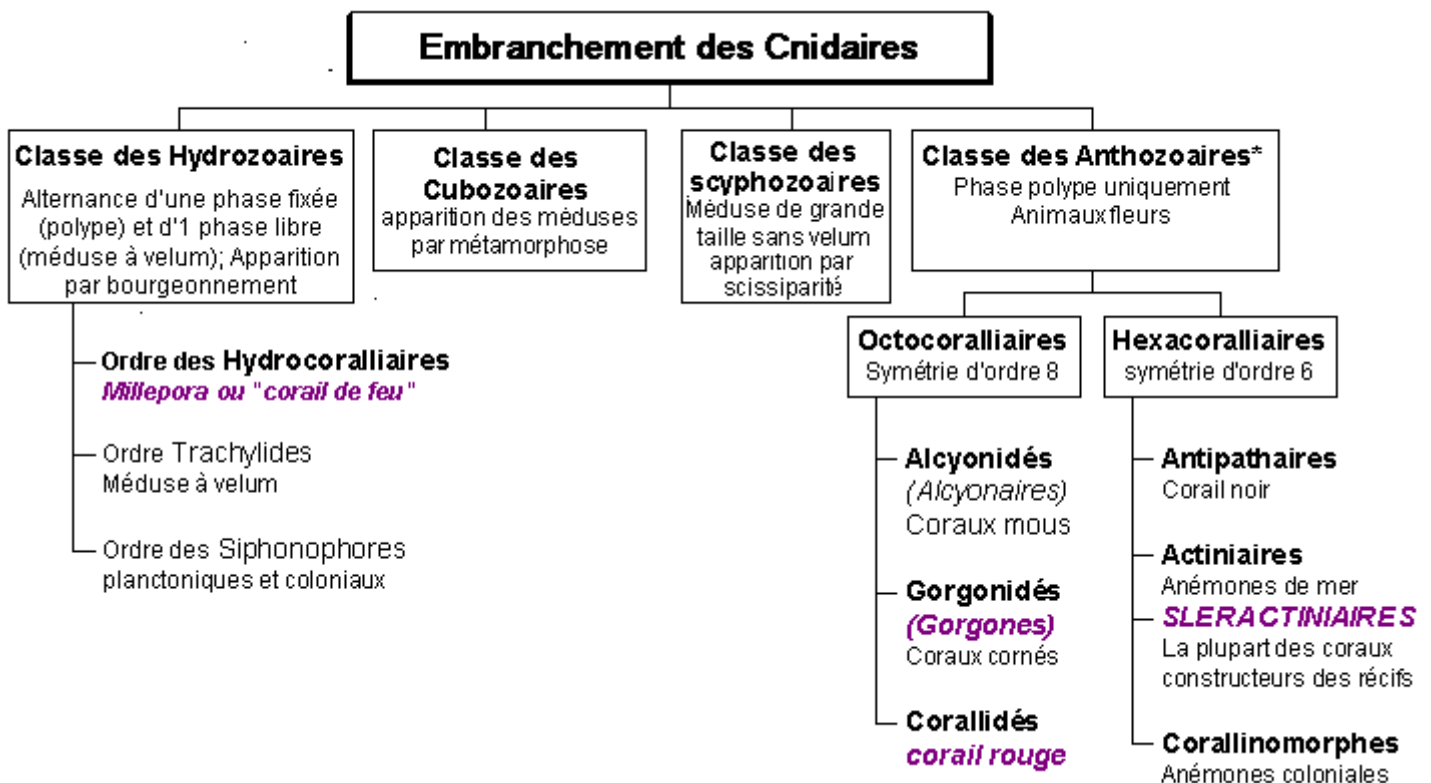 Embranchement des Cnidaires
Classe des Hydrozoaires
Alternance d'une phase fixée
(polype) et d'1 phase libre
(méduse à velum); Apparition
par bourgeonnement
Classe des
Cubozoaires
apparition des méduses
par métamorphose
Classe des
scyphozoaires
Méduse de grande
taille sans velum
apparition par
scissiparité
Classe des Anthozoaires*
Phase polype uniquement
Animaux fleurs
Ordre des Hydrocoralliaires
Millepora ou "corail de feu"
Ordre Trachylides
Méduse à velum
Ordre des Siphonophores
planctoniques et coloniaux
Octocoralliaires
Symétrie d'ordre 8
Alcyonidés
(Alcyonaires)
Coraux mous
Gorgonidés
(Gorgones)
Coraux cornés
Corallidés
corail rouge
Hexacoralliaires
symétrie d'ordre 6
Antipathaires
Corail noir
Actiniaires
Anémones de mer
SLERACTINIAIRES
La plupart des coraux
constructeurs des récifs
Corallinomorphes
Anémones coloniales